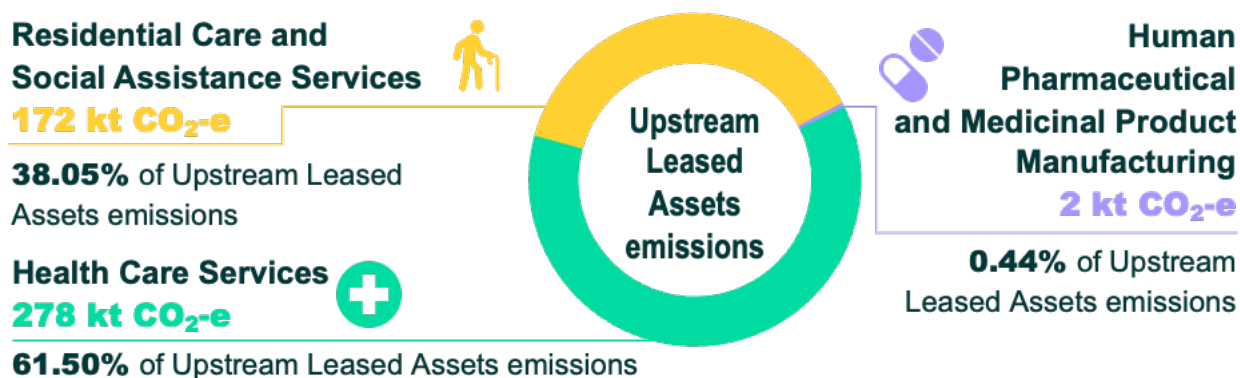 Residential Care and
Social Assistance Services
172 kt CO₂-e
38.05% of Upstream Leased
Assets emissions
Health Care Services
278 kt CO₂-e
61.50% of Upstream Leased Assets emissions
Upstream
Leased
Assets
emissions
Human
Pharmaceutical
and Medicinal Product
Manufacturing
2 kt CO₂-e
0.44% of Upstream
Leased Assets emissions